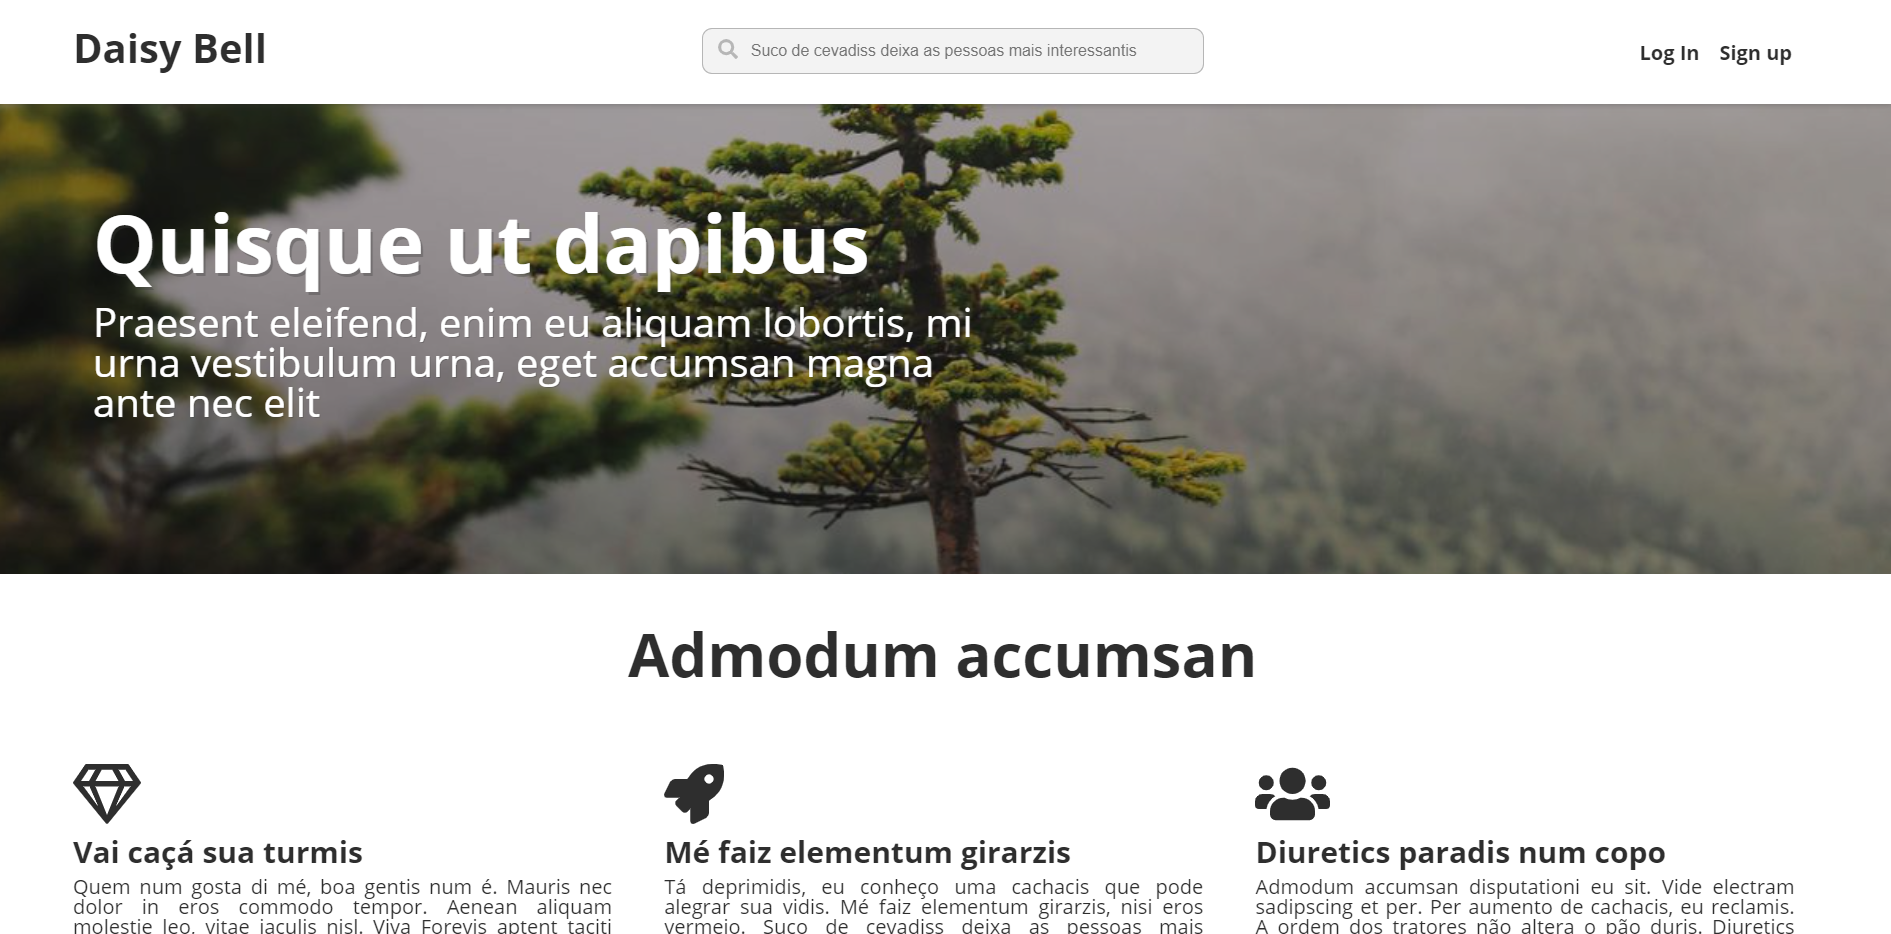 Daisy Bell
Suco de cevadiss deixa as pessoas mais interessantis
Log In Sign up
Quisque ut dapibus
Praesent eleifend, enim eu aliquam lobortis, mi
urna vestibulum urna, eget accumsan magna
ante nec elit
Admodum accumsan
Vai caçá sua turmis
Quem num gosta di mé, boa gentis num é. Mauris nec
dolor in eros commodo tempor. Aenean aliquam
molestie leo, vitae iaculis nisl. Viva Forevis aptent taciti
Mé faiz elementum girarzis
Tá deprimidis, eu conheço uma cachacis que pode
alegrar sua vidis. Mé faiz elementum girarzis, nisi eros
vermeio. Suco de cevadiss deixa as pessoas mais
Diuretics paradis num copo
Admodum accumsan disputationi eu sit. Vide electram
sadipscing et per. Per aumento de cachacis, eu reclamis.
A ordem dos tratores não altera o pão duris. Diuretics